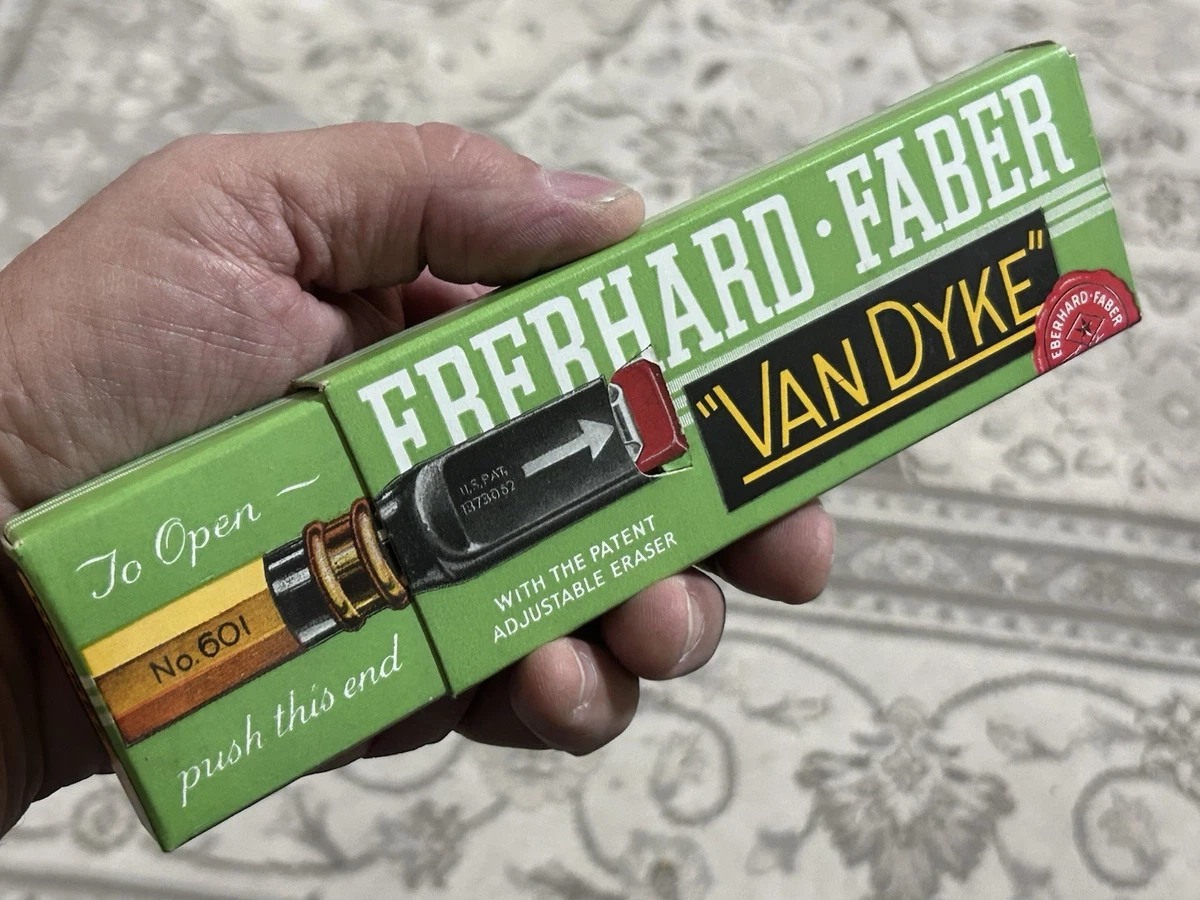 EBERHARD·FABER
"VAN DYKE"
EBERHARD·FABER
U.S. PAT.
1373062
WITH THE PATENT
ADJUSTABLE ERASER
To Open ~
No. 601
push this end